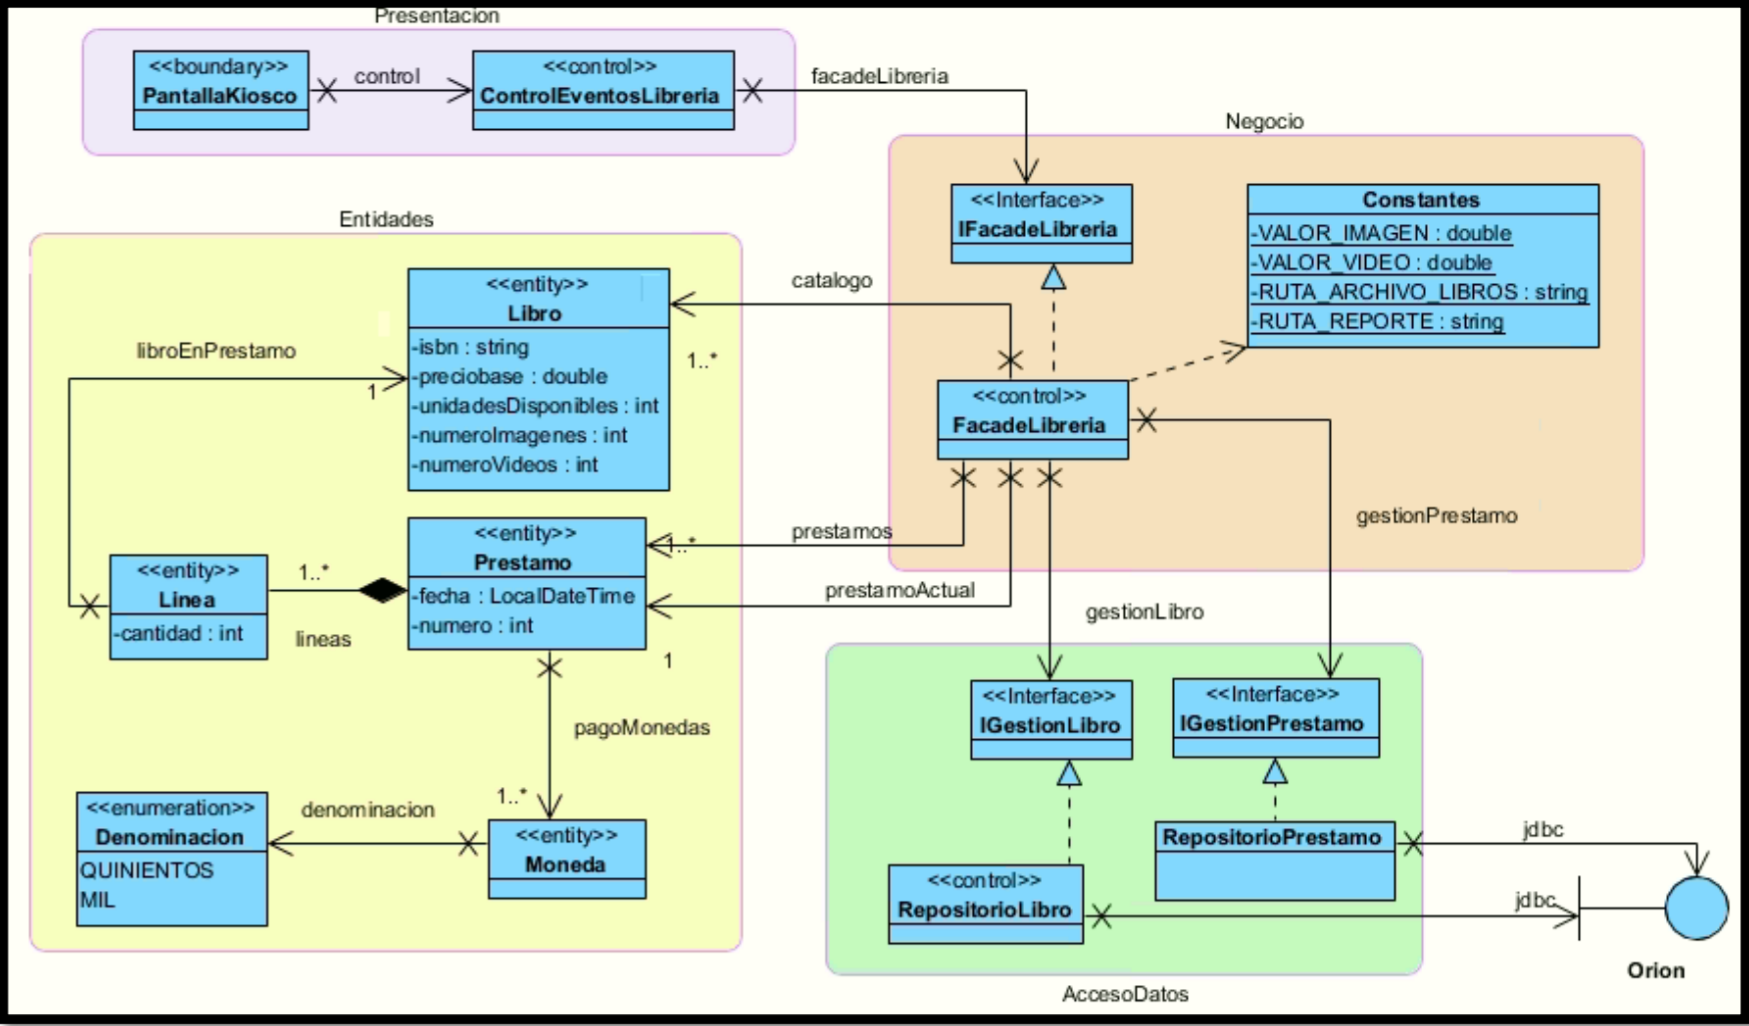 Presentacion
<<boundary>>
PantallaKiosco
control
<<control>>
ControlEventosLibreria
facadeLibreria
Negocio
<<Interface>>
IFacadeLibreria
Constantes
-VALOR_IMAGEN : double
-VALOR_VIDEO : double
-RUTA_ARCHIVO_LIBROS : string
-RUTA_REPORTE : string
<<control>>
FacadeLibreria
Entidades
<<entity>>
Libro
-isbn : string
-preciobase : double
-unidadesDisponibles : int
-numeroImagenes : int
-numeroVideos : int
catalogo
1..*
libroEnPrestamo
1
<<entity>>
Prestamo
-fecha : LocalDateTime
-numero : int
prestamos
1..*
prestamoActual
1
<<entity>>
Linea
-cantidad : int
1..*
lineas
pagoMonedas
1..*
<<enumeration>>
Denominacion
QUINIENTOS
MIL
denominacion
<<entity>>
Moneda
gestionPrestamo
gestionLibro
<<Interface>>
IGestionLibro
<<Interface>>
IGestionPrestamo
RepositorioPrestamo
<<control>>
RepositorioLibro
jdbc
jdbc
Orion
AccesoDatos